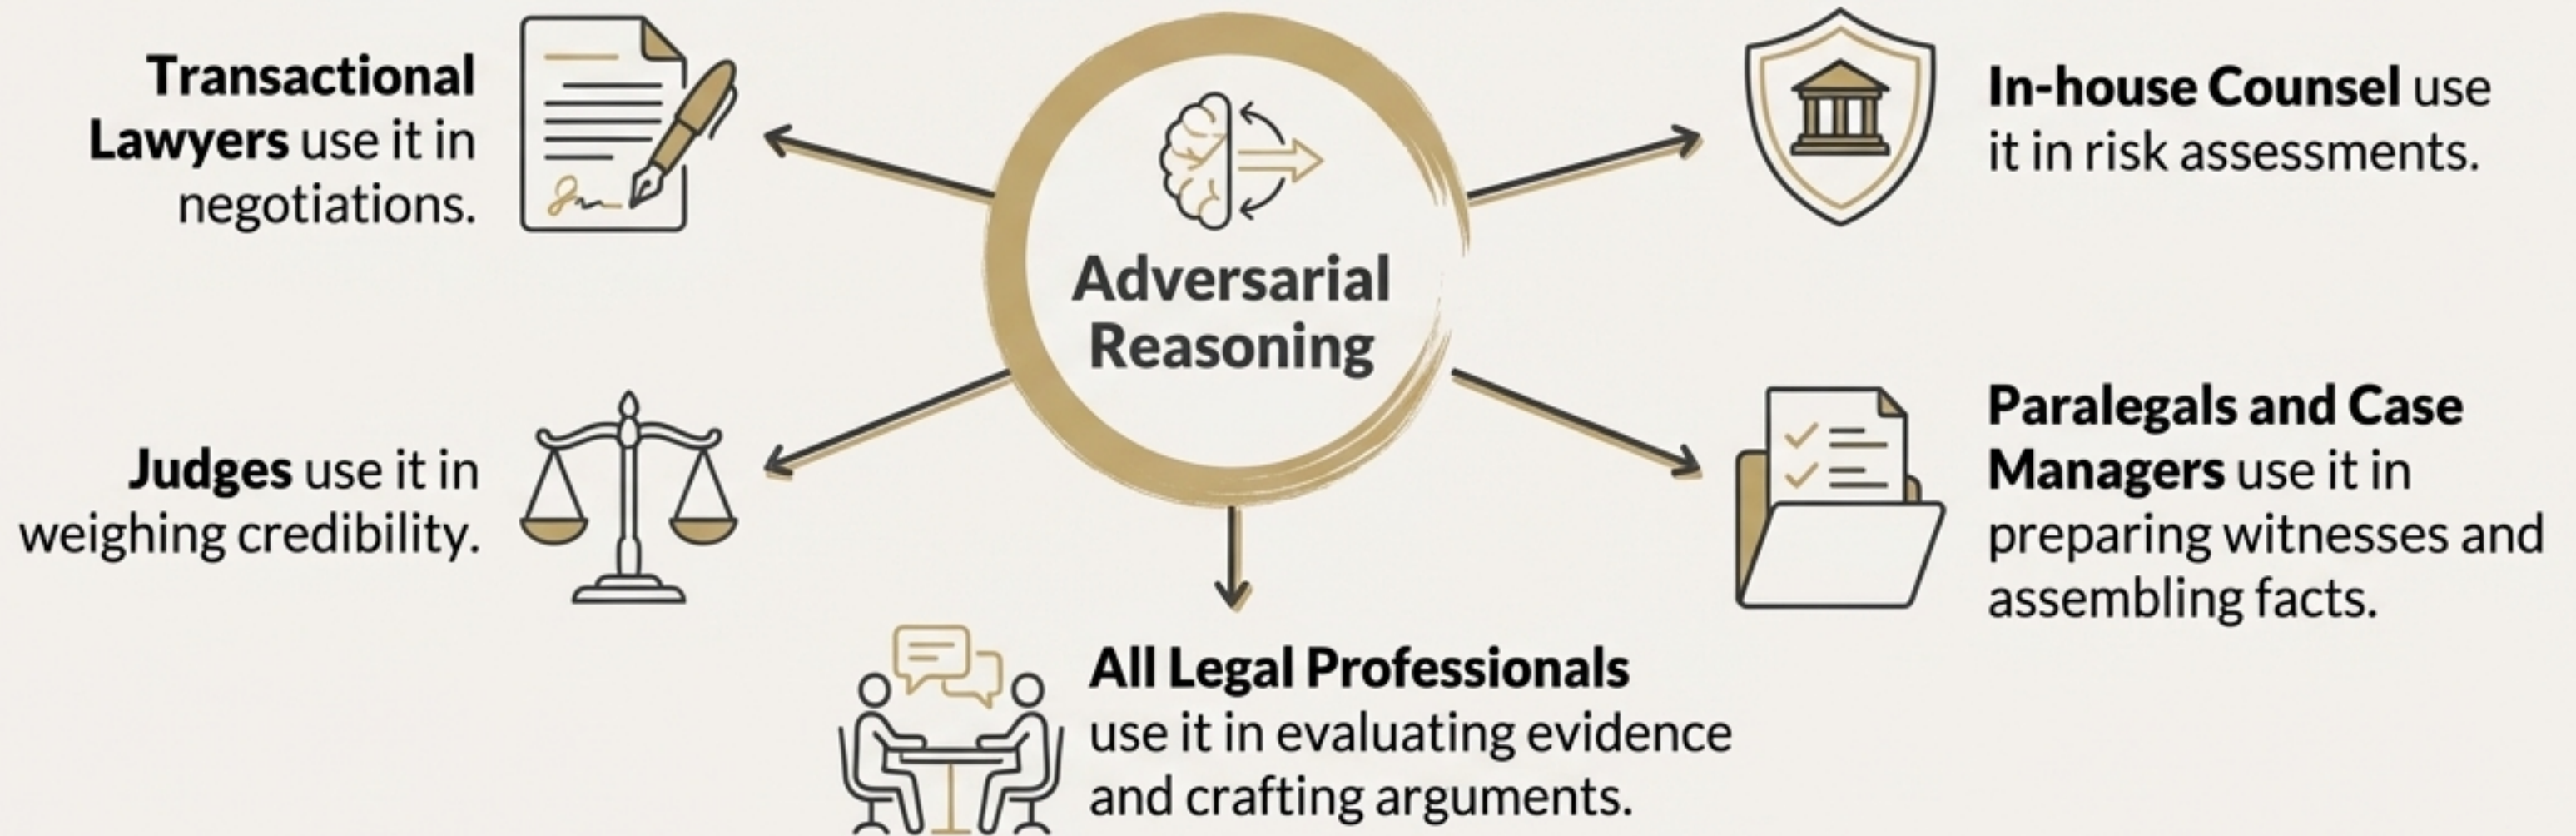 Transactional
Lawyers use it in
negotiations.
Adversarial
Reasoning
In-house Counsel use
it in risk assessments.
Judges use it in
weighing credibility.
Paralegals and Case
Managers use it in
preparing witnesses and
assembling facts.
All Legal Professionals
use it in evaluating evidence
and crafting arguments.